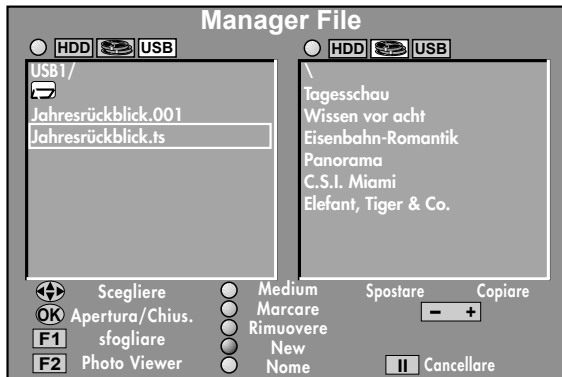 Manager File
HDD USB
HDD USB
USB1/
Jahresrückblick.001
Jahresrückblick.ts
\
Tagesschau
Wissen vor acht
Eisenbahn-Romantik
Panorama
C.S.I. Miami
Elefant, Tiger & Co.
Scegliere
OK Apertura/Chius.
F1 sfogliare
F2 Photo Viewer
Medium
Marcare
Rimuovere
New
Nome
Spostare Copiare
- +
II Cancellare